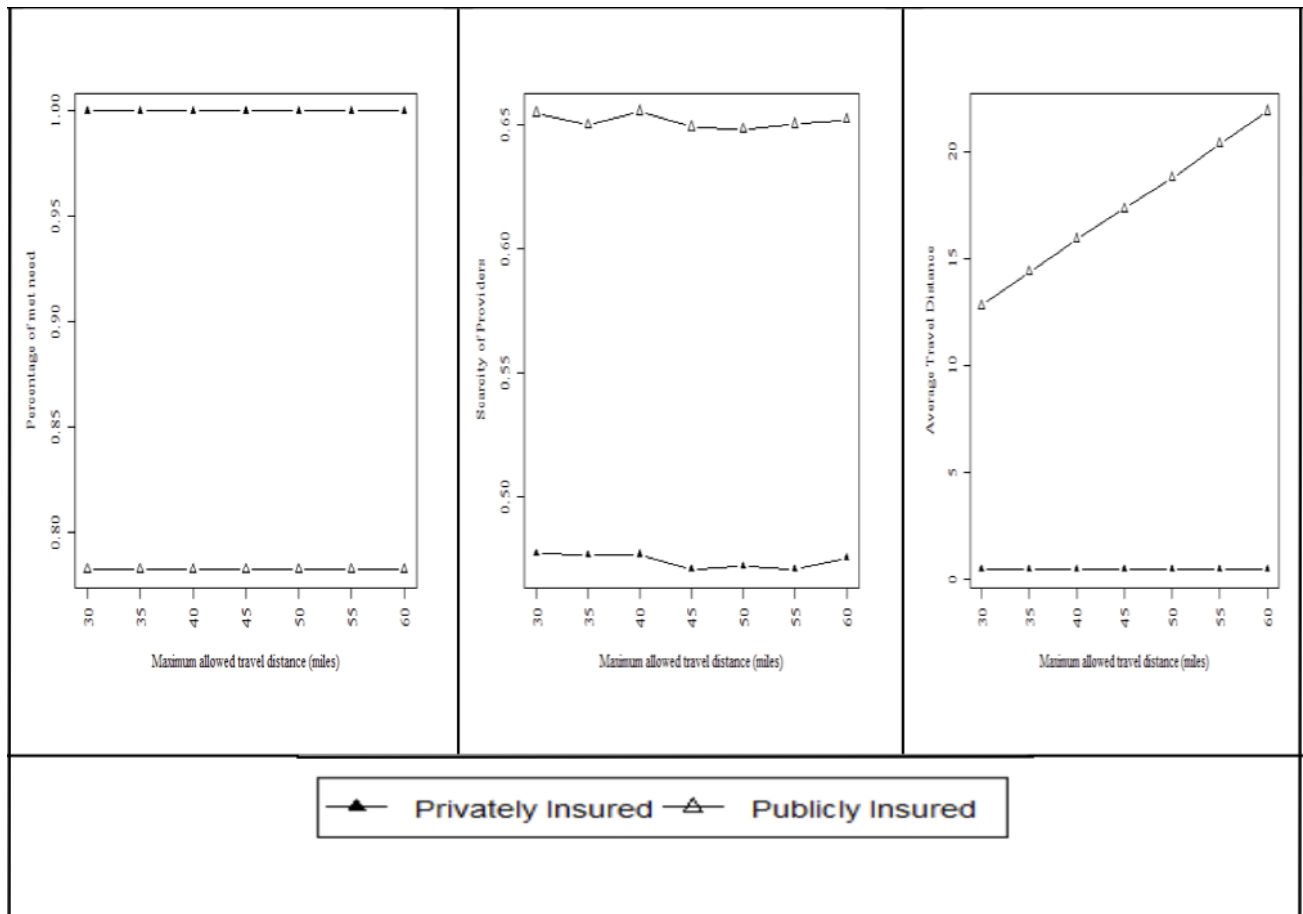 Percentage of met need
1.00
0.95
0.90
0.85
0.80
30 35 40 45 50 55 60
Maximum allowed travel distance (miles)
Scarcity of Providers
0.65
0.60
0.55
0.50
30 35 40 45 50 55 60
Maximum allowed travel distance (miles)
Average Travel Distance
20
15
10
5
0
30 35 40 45 50 55 60
Maximum allowed travel distance (miles)
Privately Insured Publicly Insured